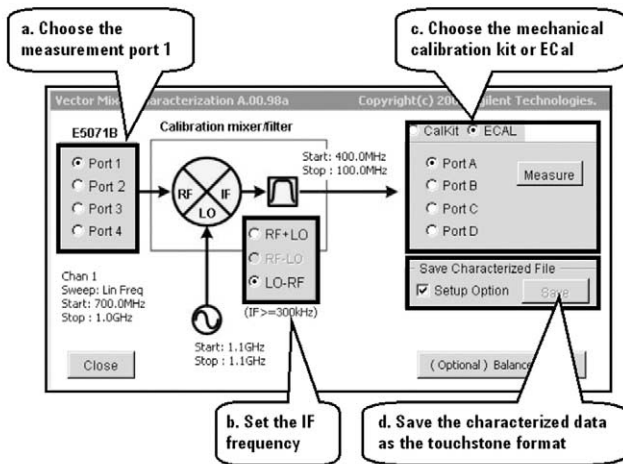 a. Choose the
measurement port 1
c. Choose the mechanical
calibration kit or ECal
Vector Characterization A.00.98a
Copyright(c) Agilent Technologies.
E5071B
Calibration mixer/filter
Port 1
Port 2
Port 3
Port 4
RF
IF
LO
Start: 400.0MHz
Stop : 100.0MHz
CalKit
ECAL
Port A
Port B
Port C
Port D
Measure
RF+LO
RF-LO
LO-RF
(IF>=300kHz)
Chan 1
Sweep: Lin Freq
Start: 700.0MHz
Stop : 1.0GHz
Start: 1.1GHz
Stop : 1.1GHz
Save Characterized File
Setup Option
Save
Close
(Optional) Balance
b. Set the IF
frequency
d. Save the characterized data
as the touchstone format